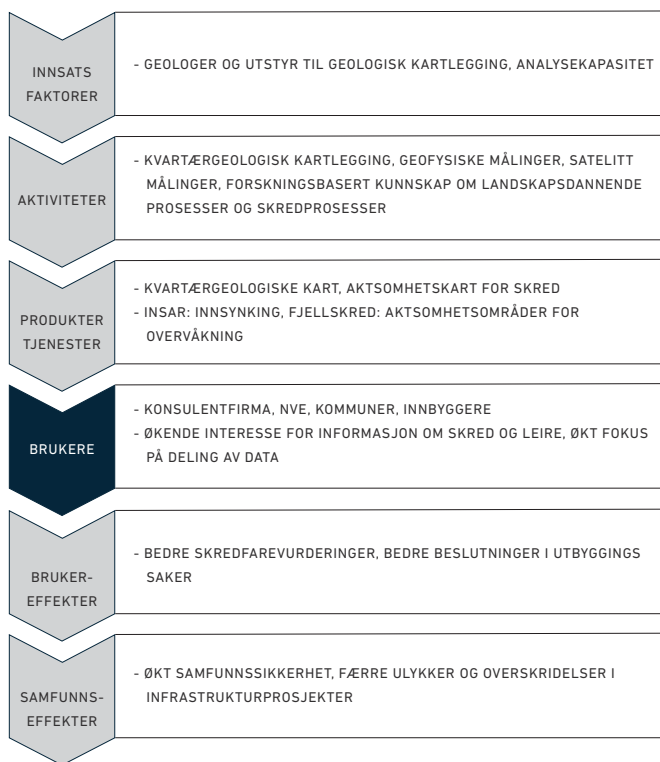 INNSATS
FAKTORER
- GEOLOGER OG UTSTYR TIL GEOLOGISK KARTLEGGING, ANALYSEKAPASITET
AKTIVITETER
- KVARTÆRGEOLOGISK KARTLEGGING, GEOFYSISKE MÅLINGER, SATELITT
MÅLINGER, FORSKNINGSBASERT KUNNSKAP OM LANDSKAPSDANNENDE
PROSESSER OG SKREDPROSESSER
PRODUKTER
TJENESTER
- KVARTÆRGEOLOGISKE KART, AKTSOMHETSKART FOR SKRED
- INSAR: INNSYNKING, FJELLSKRED: AKTSOMHETSOMRÅDER FOR
OVERVÅKNING
BRUKERE
- KONSULENTFIRMA, NVE, KOMMUNER, INNBYGGERE
- ØKENDE INTERESSE FOR INFORMASJON OM SKRED OG LEIRE, ØKT FOKUS
PÅ DELING AV DATA
BRUKER-
EFFEKTER
- BEDRE SKREDFAREVURDERINGER, BEDRE BESLUTNINGER I UTBYGGINGS
SAKER
SAMFUNNS-
EFFEKTER
- ØKT SAMFUNNSSIKKERHET, FÆRRE ULYKKER OG OVERSKRIDELSER I
INFRASTRUKTURPROSJEKTER